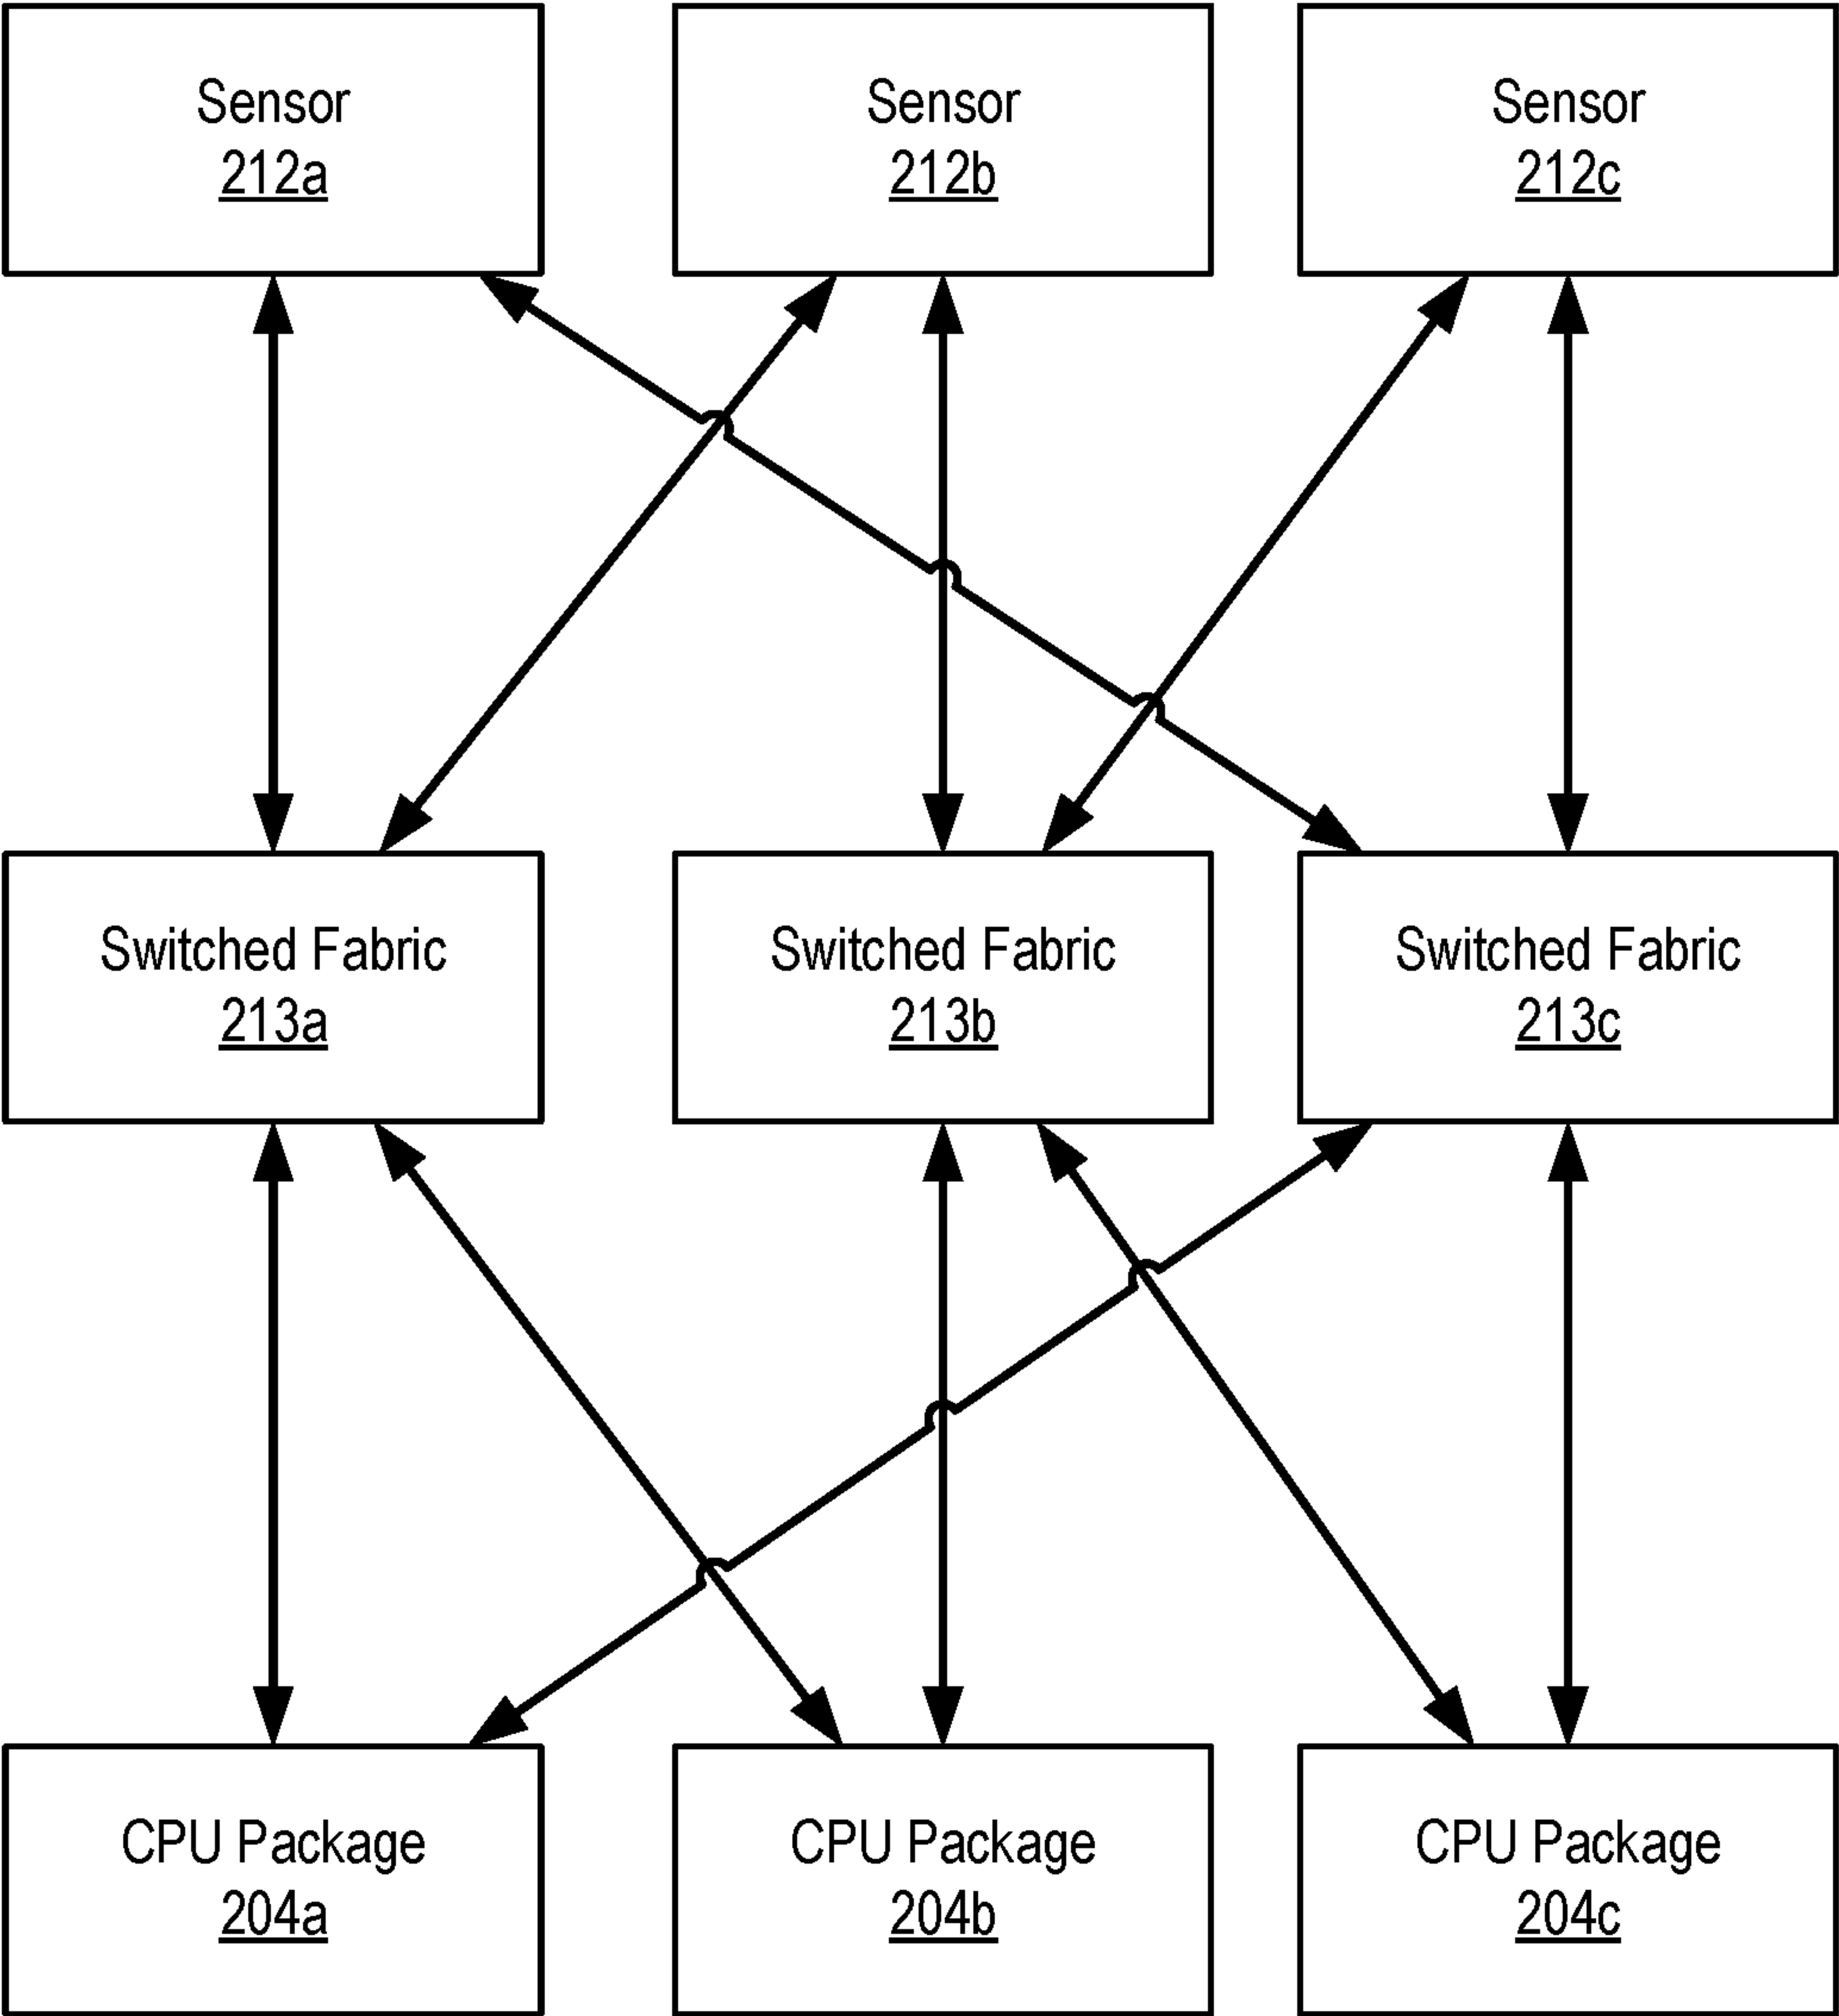 Sensor
212a
Sensor
212b
Sensor
212c
Switched Fabric
213a
Switched Fabric
213b
Switched Fabric
213c
CPU Package
204a
CPU Package
204b
CPU Package
204c